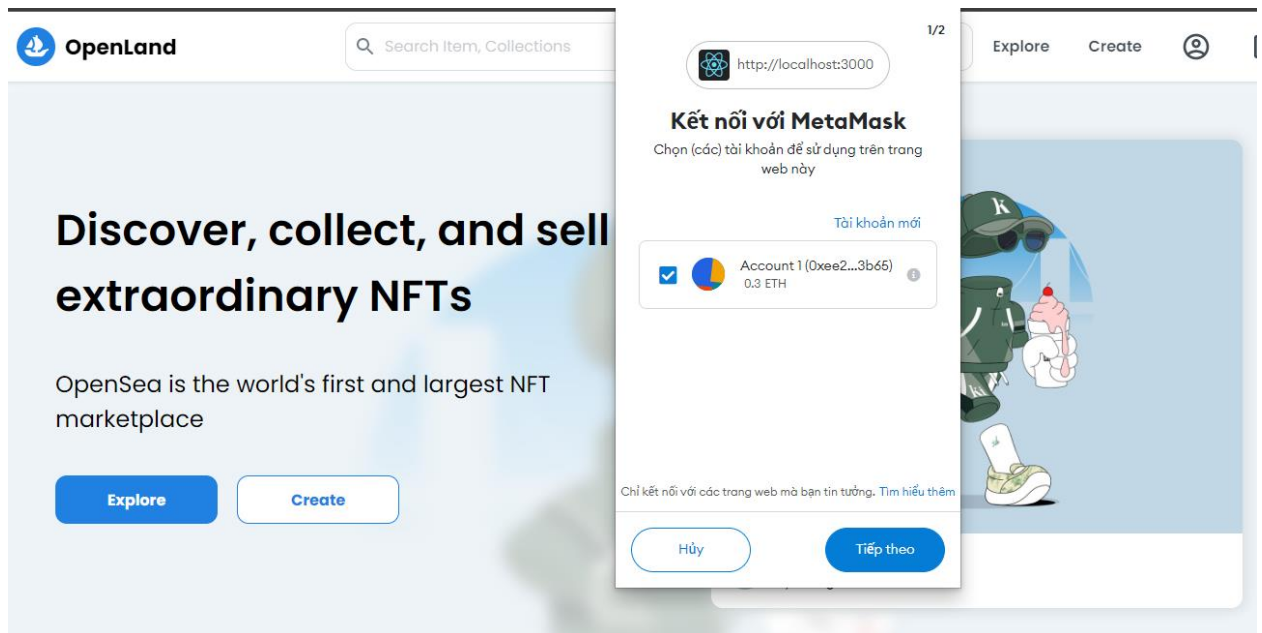 OpenLand
Search Item, Collections
Explore
Create
Discover, collect, and sell
extraordinary NFTs
OpenSea is the world's first and largest NFT
marketplace
Explore
Create
1/2
http://localhost:3000
Kết nối với MetaMask
Chọn (các) tài khoản để sử dụng trên trang
web này
Tài khoản mới
Account 1 (0xee2...3b65)
0.3 ETH
Chỉ kết nối với các trang web mà bạn tin tưởng. Tìm hiểu thêm
Hủy
Tiếp theo
k